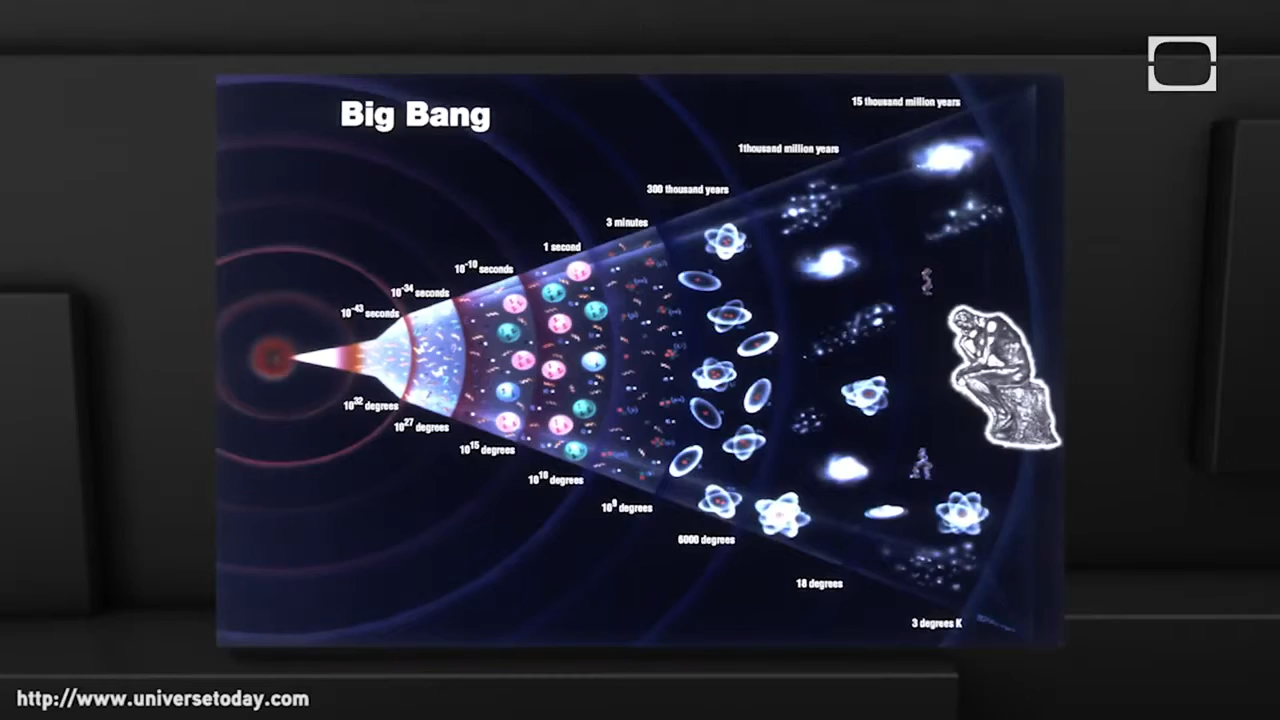 Big Bang
15 thousand million years
1thousand million years
300 thousand years
3 minutes
1 second
10⁻¹⁰ seconds
10⁻³⁴ seconds
10⁻⁴³ seconds
10³² degrees
10²⁷ degrees
10¹⁵ degrees
10¹⁰ degrees
10⁹ degrees
6000 degrees
18 degrees
3 degrees K
http://www.universetoday.com